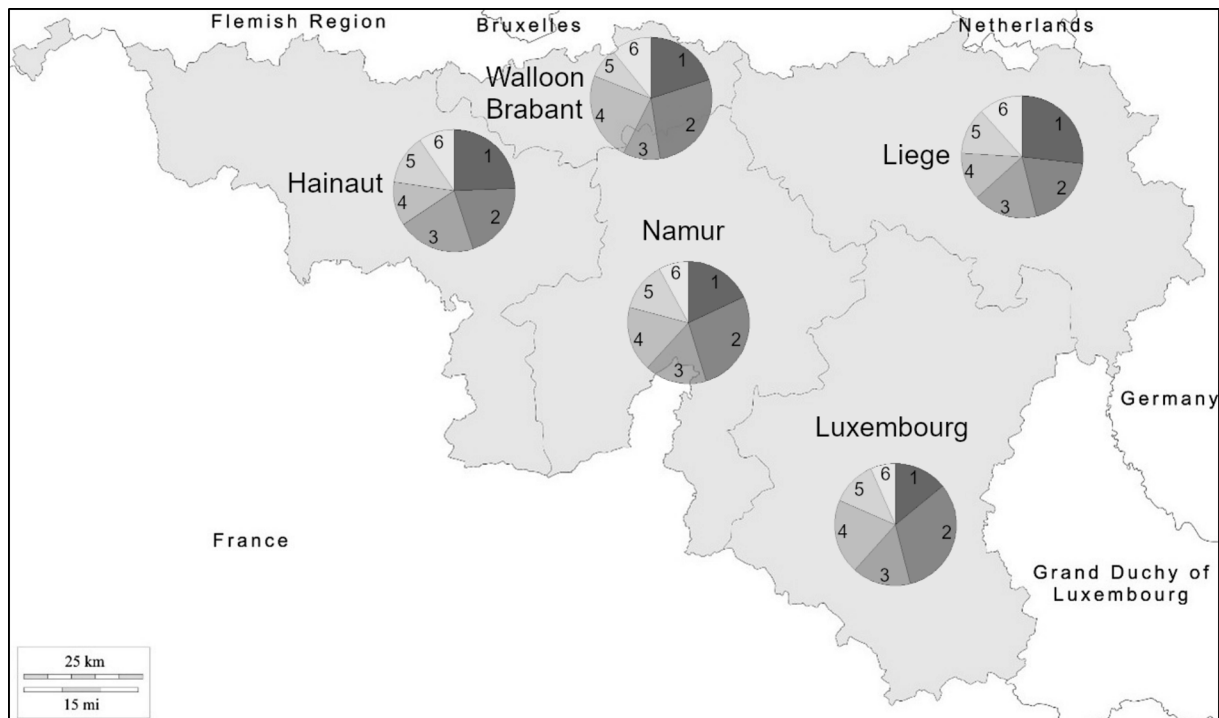 Flemish Region
Bruxelles
Netherlands
Walloon
Brabant
6
1
5
4
2
3
Liege
6
1
5
4
2
3
Hainaut
6
1
5
4
2
3
Namur
6
1
5
4
2
3
Germany
Luxembourg
6
1
5
4
2
3
France
Grand Duchy of
Luxembourg
25 km
15 mi